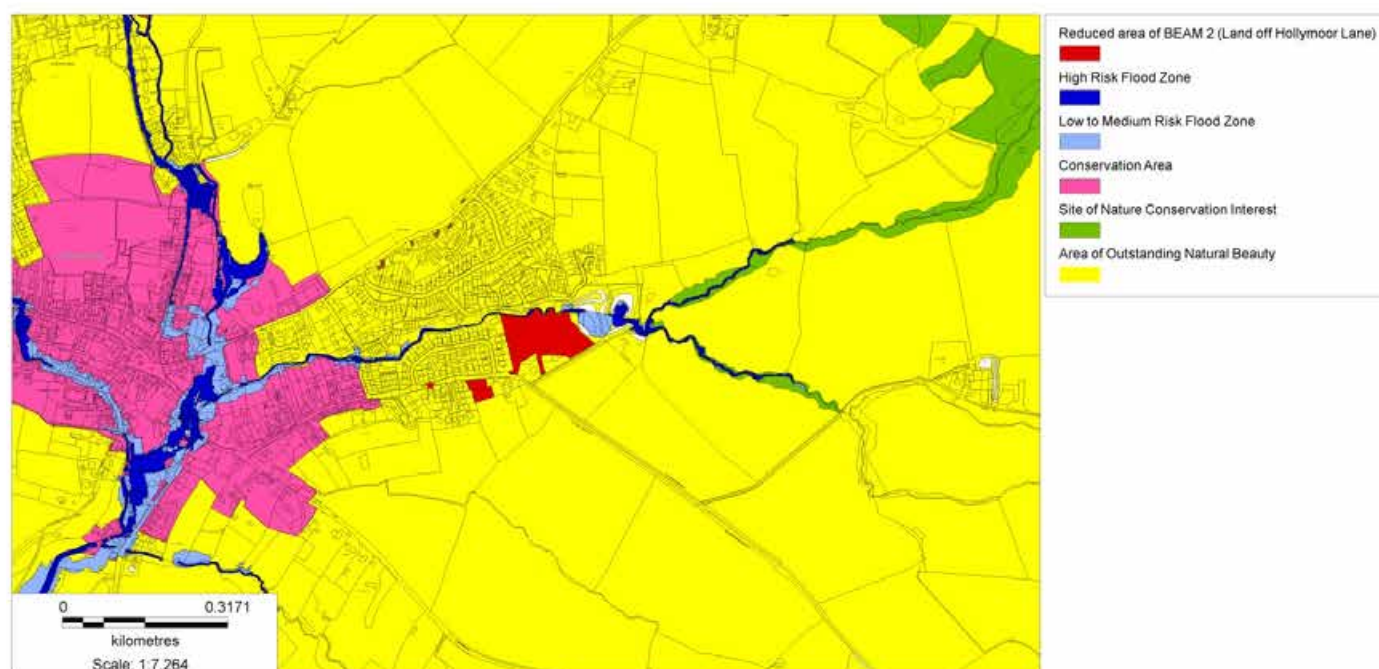 Reduced area of BEAM 2 (Land off Hollymoor Lane)
High Risk Flood Zone
Low to Medium Risk Flood Zone
Conservation Area
Site of Nature Conservation Interest
Area of Outstanding Natural Beauty
0 0.3171
kilometres
Scale: 1:7,264